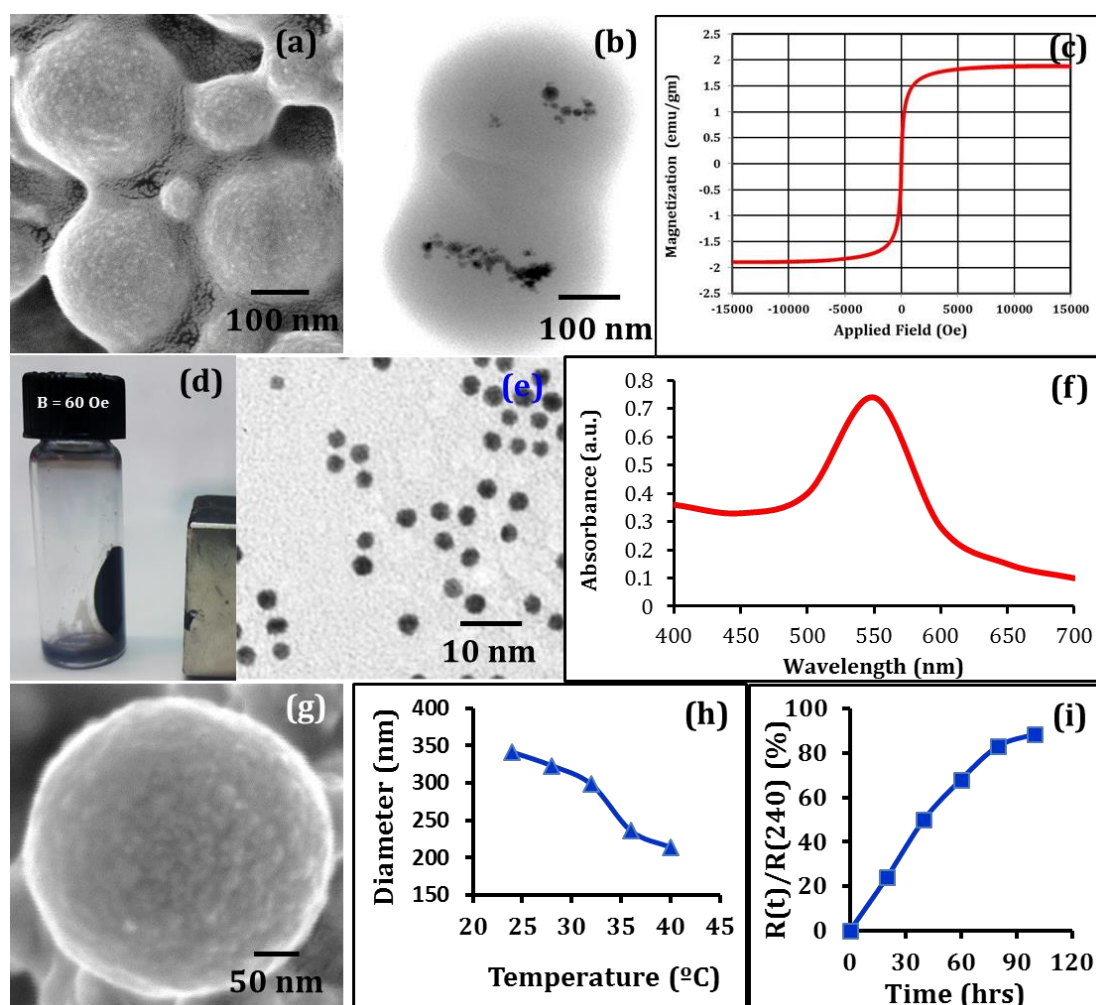 (a)
100 nm
(b)
100 nm
(c)
Magnetization (emu/gm)
2.5
2
1.5
1
0.5
0
-0.5
-1
-1.5
-2
-2.5
-15000 -10000 -5000 0 5000 10000 15000
Applied Field (Oe)
(d)
B = 60 Oe
(e)
10 nm
(f)
Absorbance (a.u.)
0.8
0.7
0.6
0.5
0.4
0.3
0.2
0.1
0
400 450 500 550 600 650 700
Wavelength (nm)
(g)
50 nm
(h)
Diameter (nm)
400
350
300
250
200
150
20 25 30 35 40 45
Temperature (ºC)
(i)
R(t)/R(240) (%)
100
80
60
40
20
0
0 30 60 90 120
Time (hrs)